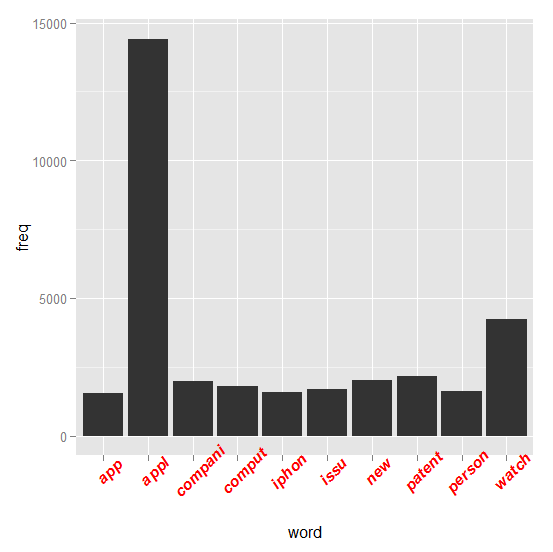 15000
10000
5000
0
freq
app appl compani comput iphon issu new patent person watch
word